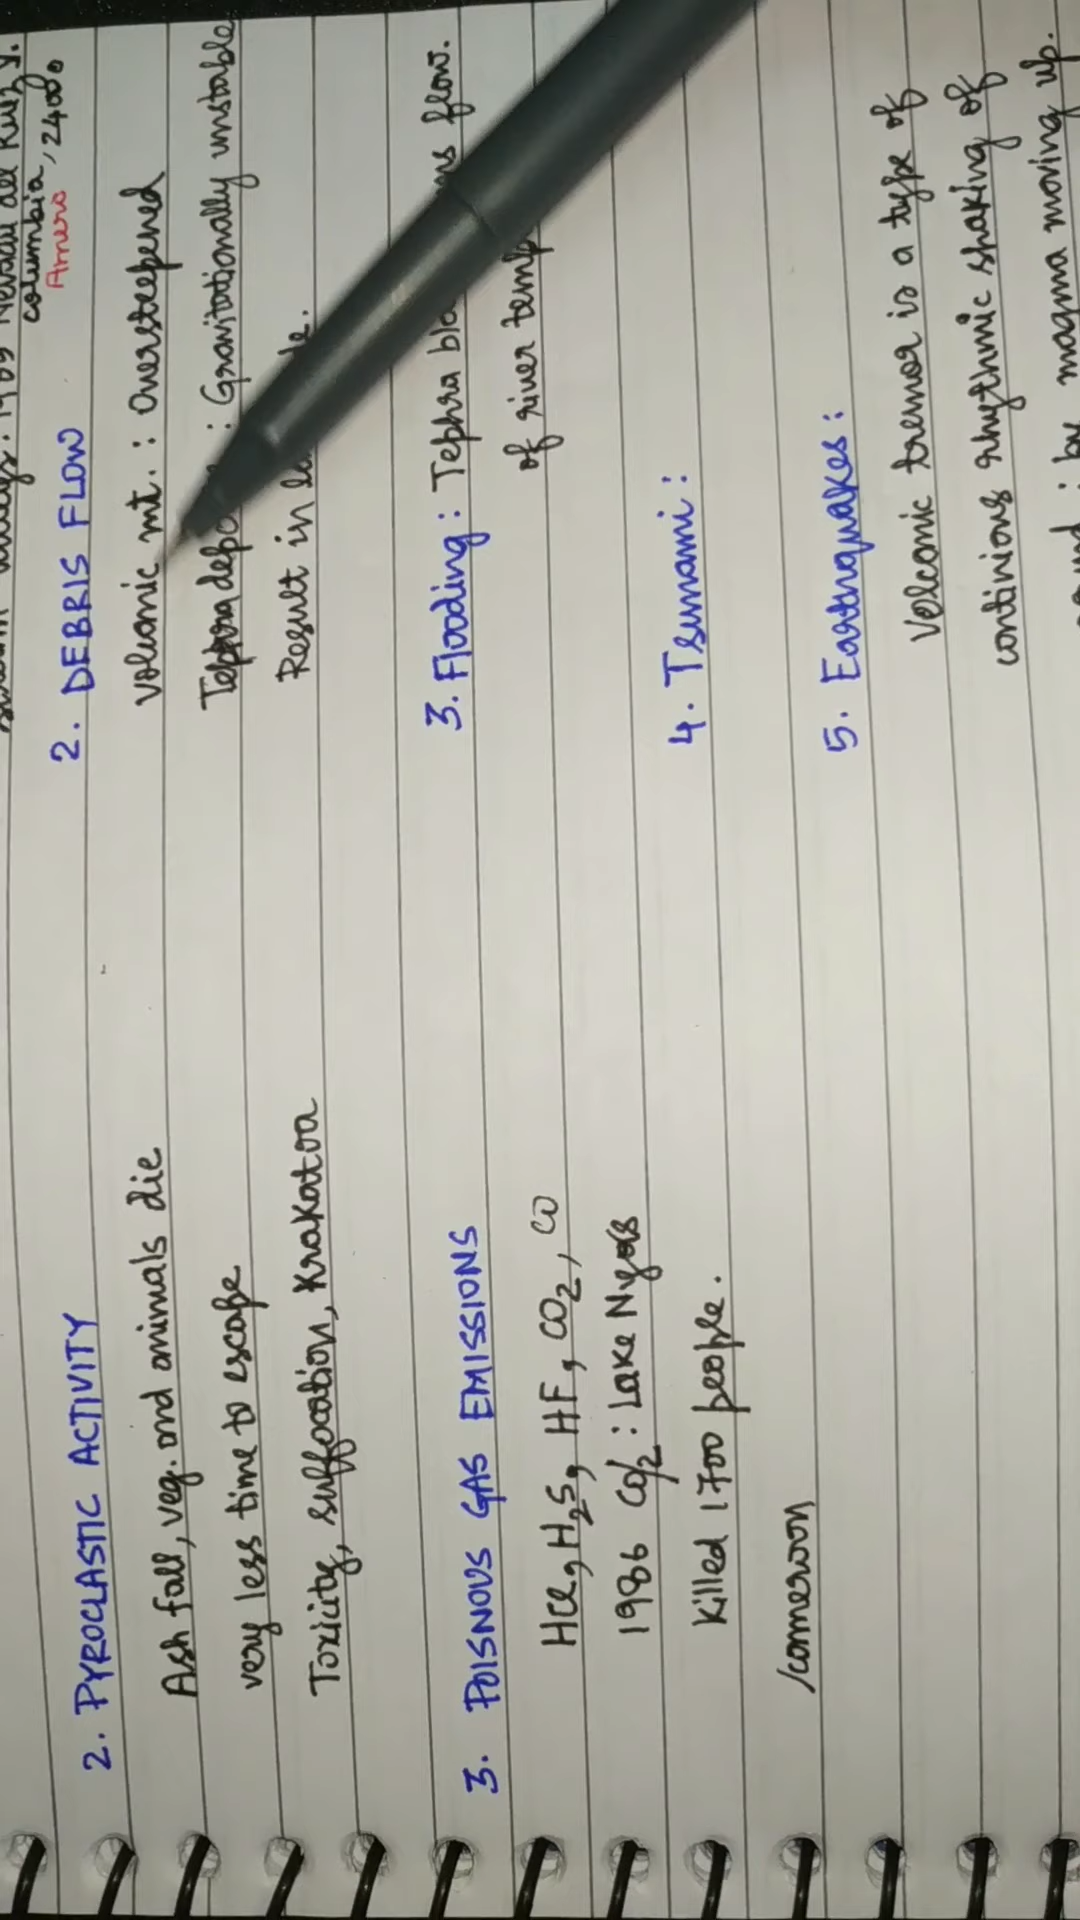 2. PYROCLASTIC ACTIVITY
Ash fall, veg. and animals die
very less time to escape
Toxicity, suffocation, Krakatoa
3. POISNOUS GAS EMISSIONS
HCl, H2S, HF, CO2, CO
1986 CO2 : Lake Nyos
Killed 1700 people.
/cameroon
columbia, 24000
Amero
2. DEBRIS FLOW
Volcanic mt. : Oversteepened
Tephra : Gravitationally unstable
Result in
3. Flooding : Tephra flow.
of river
4. Tsunami :
5. Earthquakes :
Volcanic tremor is a type of
continious rhythmic shaking of
: by magma moving up.